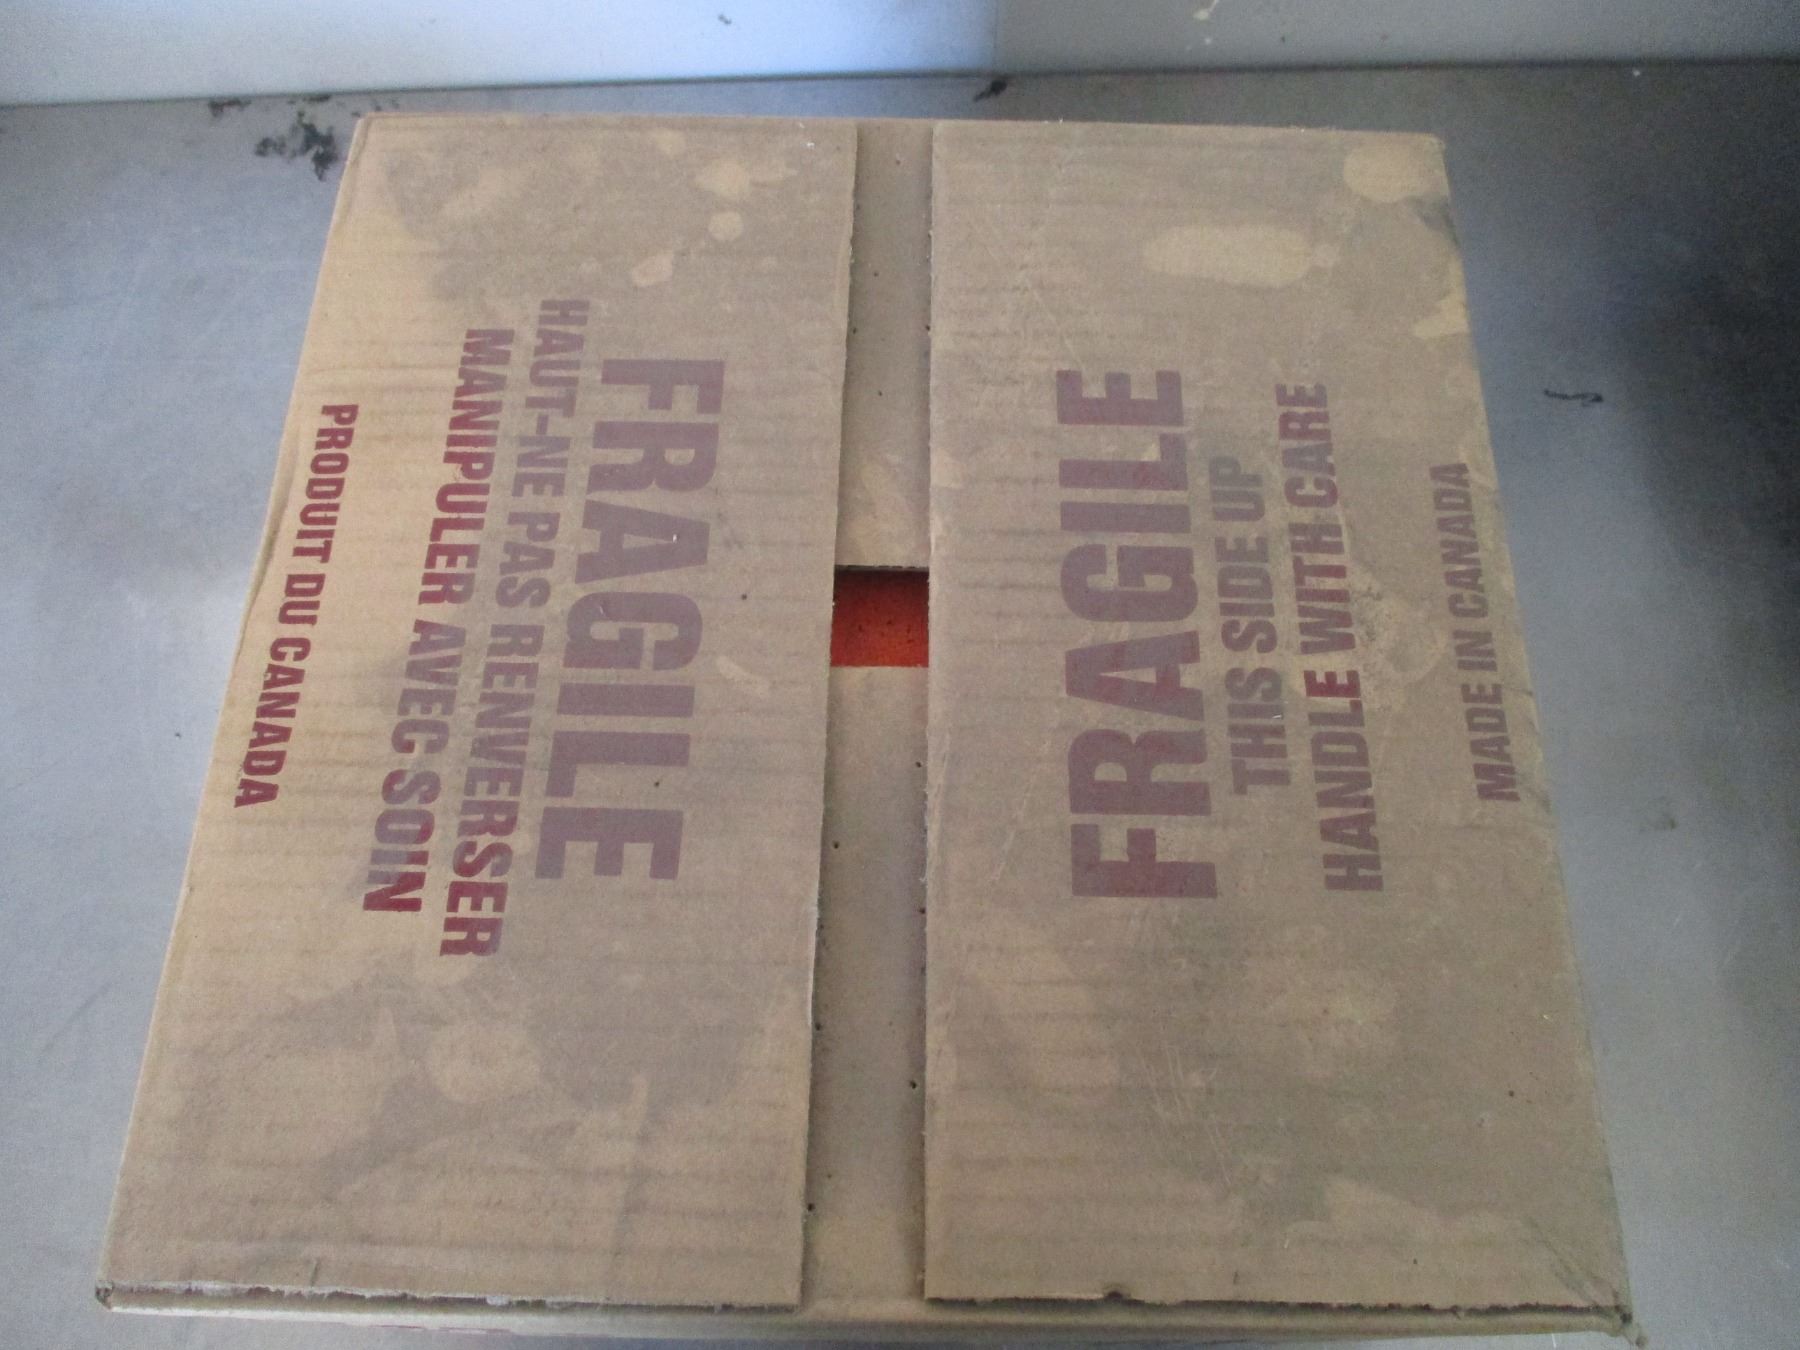 FRAGILE
HAUT-NE PAS RENVERSER
MANIPULER AVEC SOIN
PRODUIT DU CANADA
FRAGILE
THIS SIDE UP
HANDLE WITH CARE
MADE IN CANADA